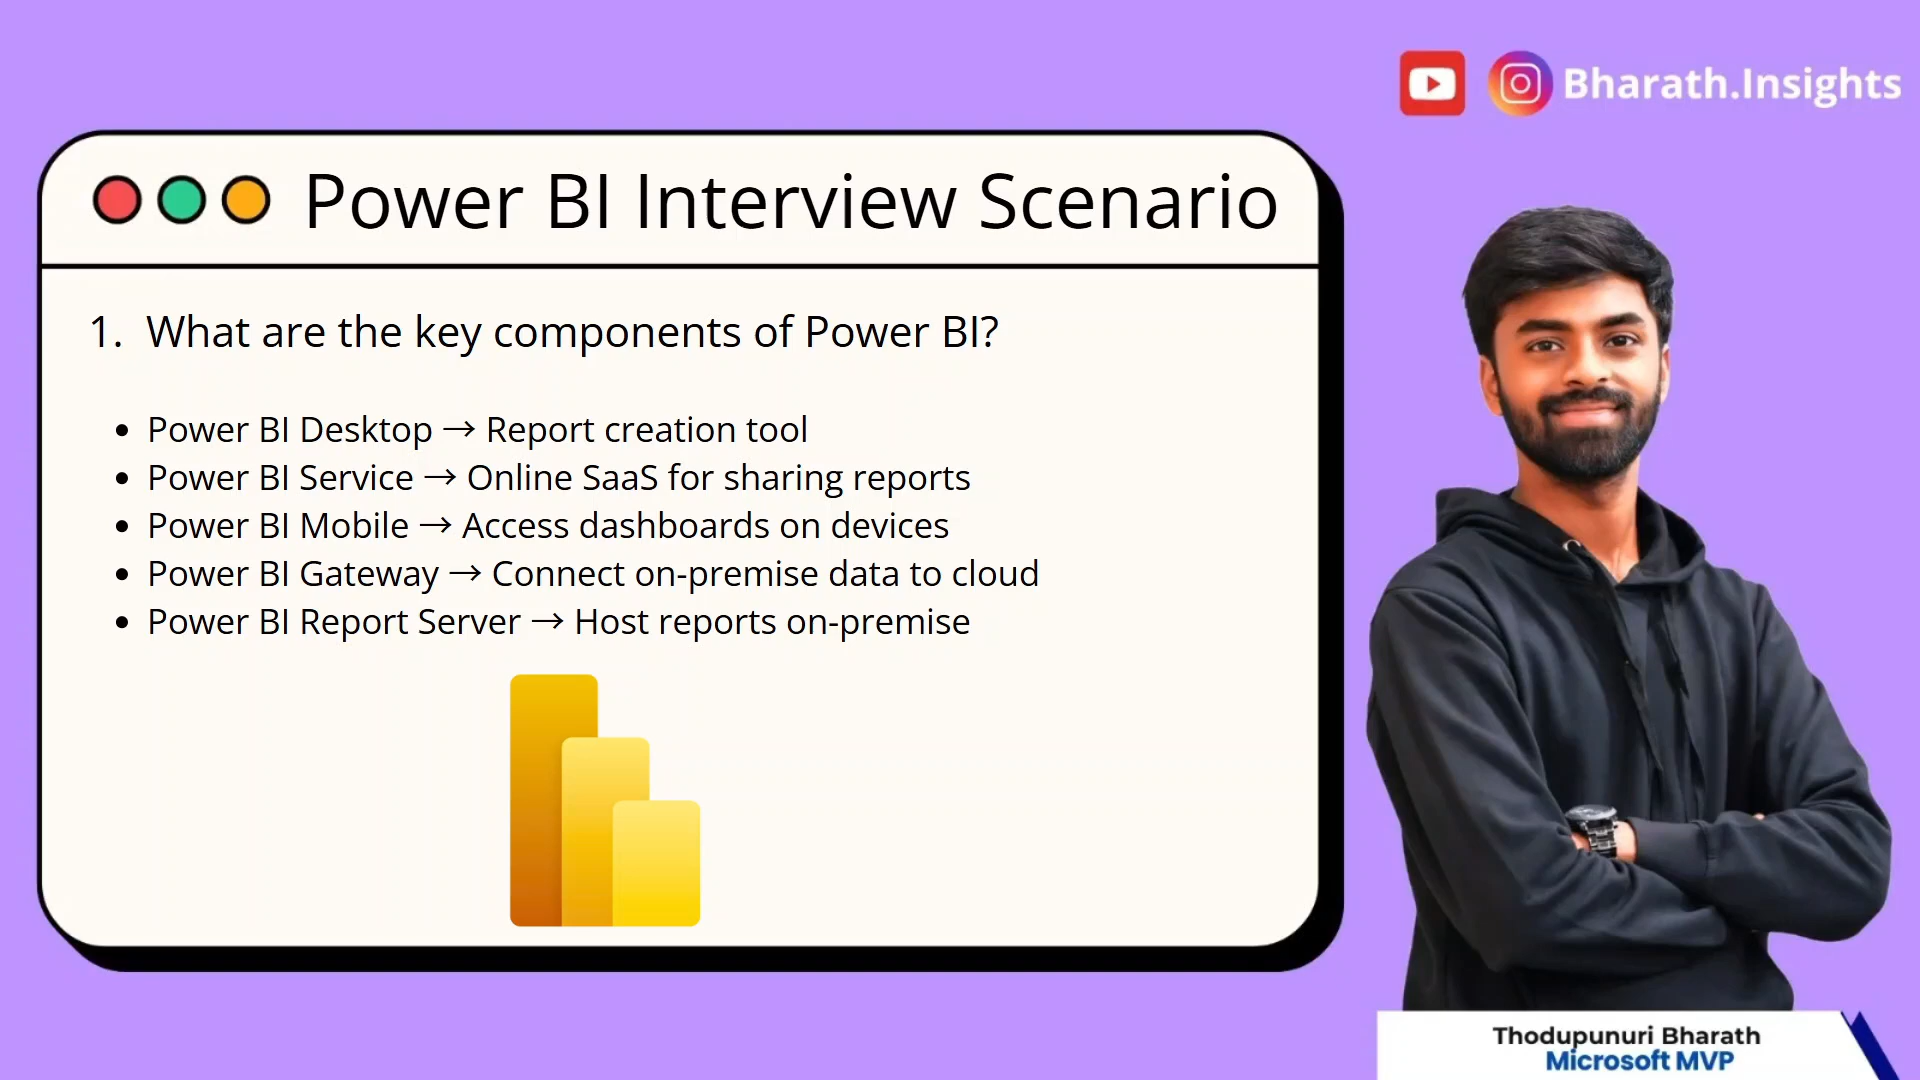 Bharath.Insights
Power BI Interview Scenario
1. What are the key components of Power BI?
• Power BI Desktop → Report creation tool
• Power BI Service → Online SaaS for sharing reports
• Power BI Mobile → Access dashboards on devices
• Power BI Gateway → Connect on-premise data to cloud
• Power BI Report Server → Host reports on-premise
Thodupunuri Bharath
Microsoft MVP